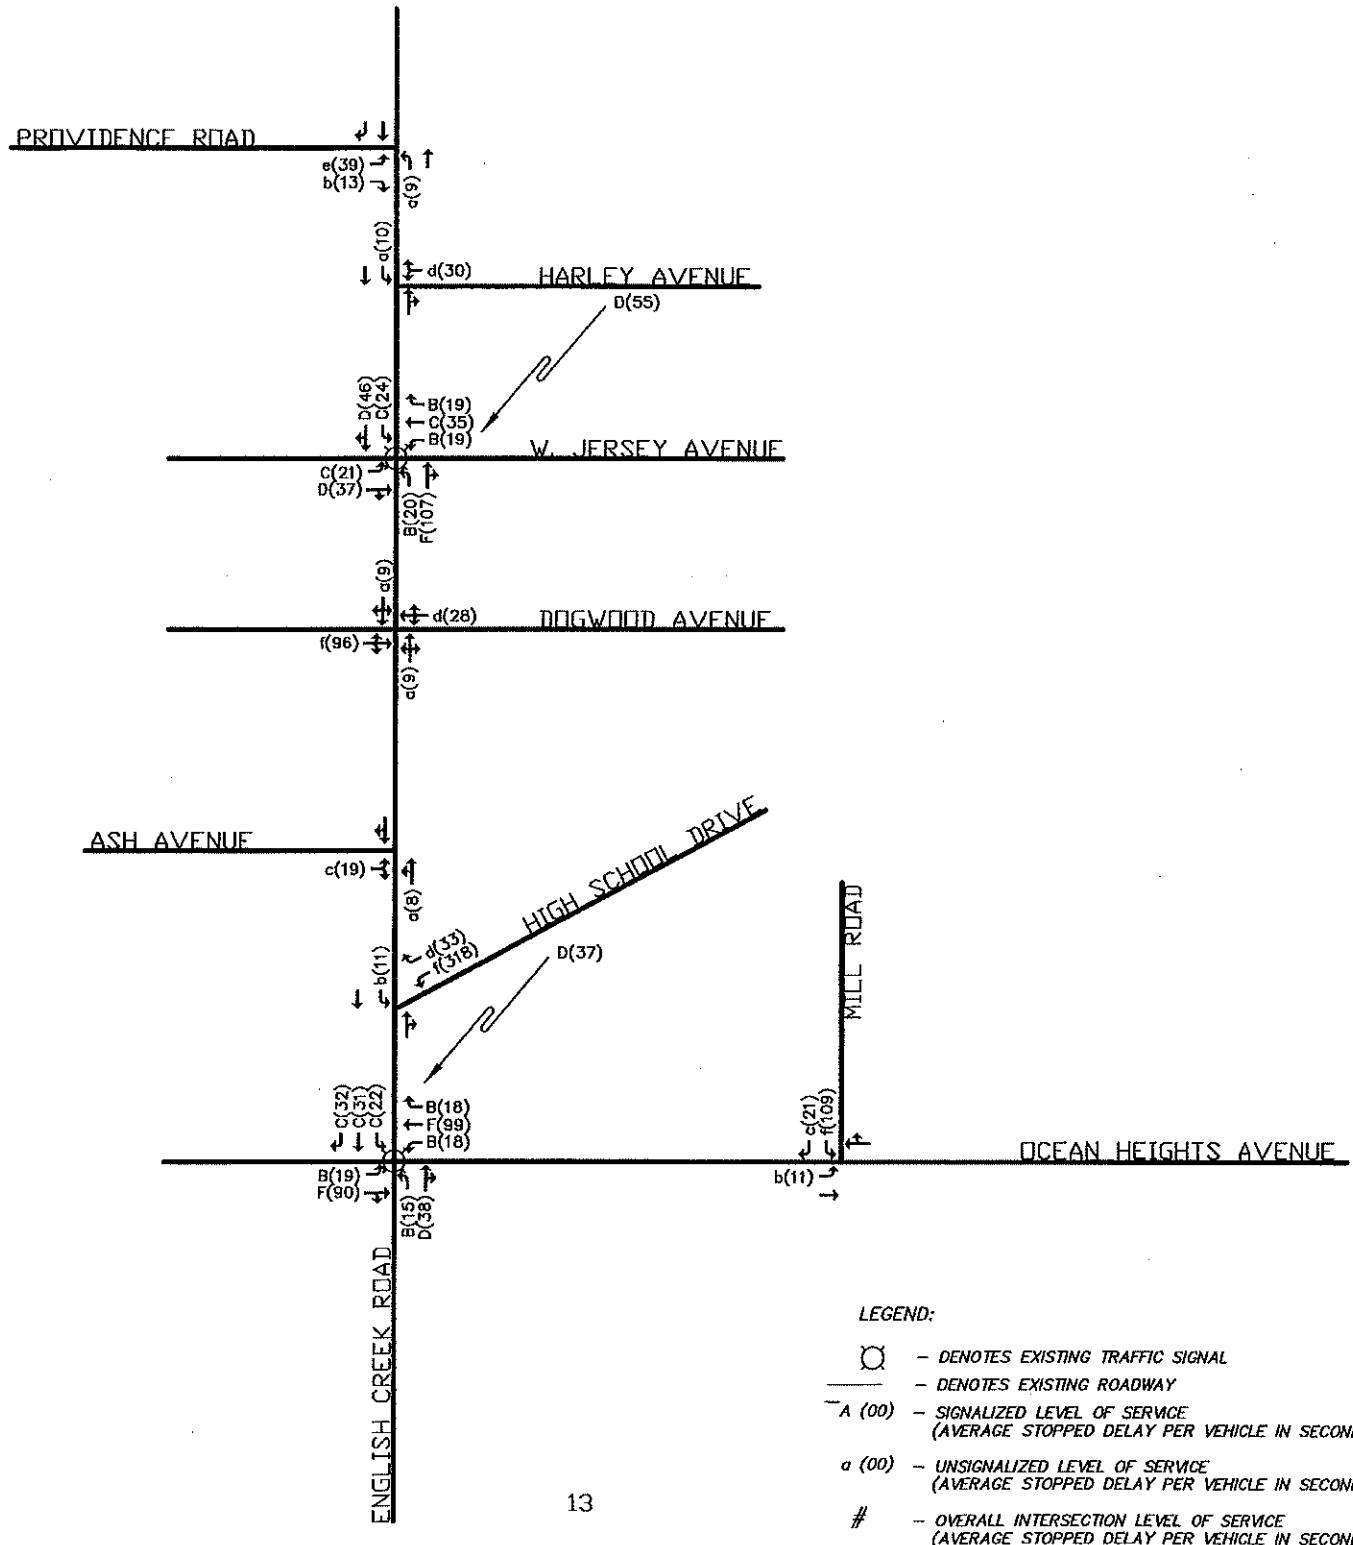 PROVIDENCE ROAD
e(39)
b(13)
a(9)
a(10)
d(30)
HARLEY AVENUE
D(55)
D(46)
C(24)
B(19)
C(35)
B(19)
W. JERSEY AVENUE
C(21)
D(37)
B(20)
F(107)
a(9)
d(28)
DOGWOOD AVENUE
f(96)
a(9)
ASH AVENUE
c(19)
a(8)
HIGH SCHOOL DRIVE
d(33)
f(318)
b(11)
D(37)
MILL ROAD
C(32)
C(31)
C(22)
B(18)
F(99)
B(18)
c(21)
f(109)
OCEAN HEIGHTS AVENUE
B(19)
F(90)
B(15)
D(38)
b(11)
ENGLISH CREEK ROAD
LEGEND:
- DENOTES EXISTING TRAFFIC SIGNAL
- DENOTES EXISTING ROADWAY
A (00) - SIGNALIZED LEVEL OF SERVICE
(AVERAGE STOPPED DELAY PER VEHICLE IN SECON
a (00) - UNSIGNALIZED LEVEL OF SERVICE
(AVERAGE STOPPED DELAY PER VEHICLE IN SECON
# - OVERALL INTERSECTION LEVEL OF SERVICE
(AVERAGE STOPPED DELAY PER VEHICLE IN SECON
13